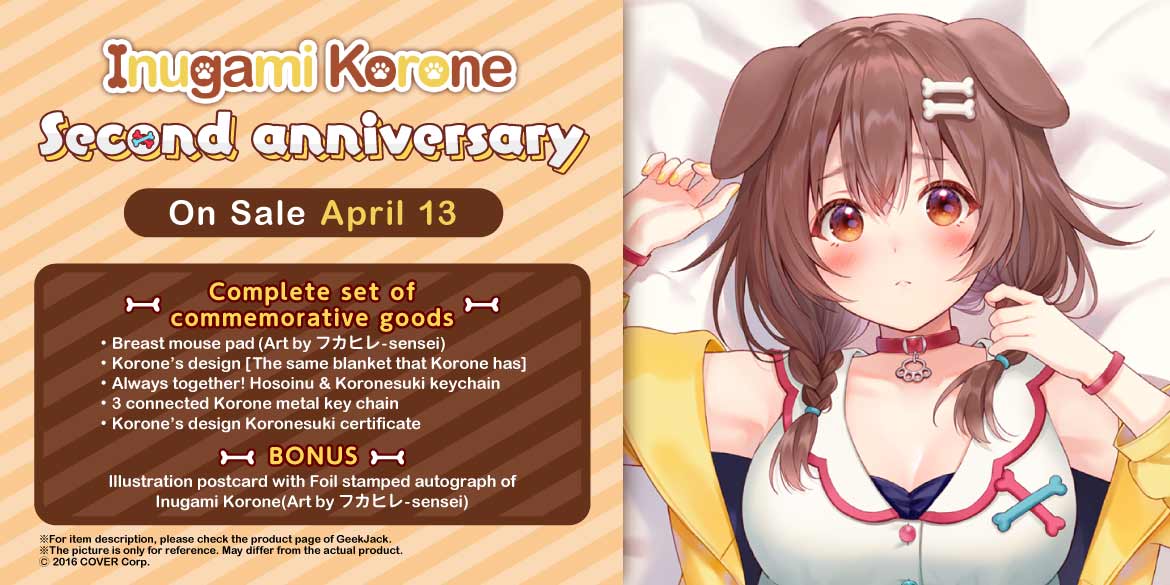 Inugami Korone
Second anniversary
On Sale April 13
Complete set of
commemorative goods
• Breast mouse pad (Art by フカヒレ-sensei)
• Korone's design [The same blanket that Korone has]
• Always together! Hosoinu & Koronesuki keychain
• 3 connected Korone metal key chain
• Korone's design Koronesuki certificate
BONUS
Illustration postcard with Foil stamped autograph of
Inugami Korone(Art by フカヒレ-sensei)
※For item description, please check the product page of GeekJack.
※The picture is only for reference. May differ from the actual product.
© 2016 COVER Corp.